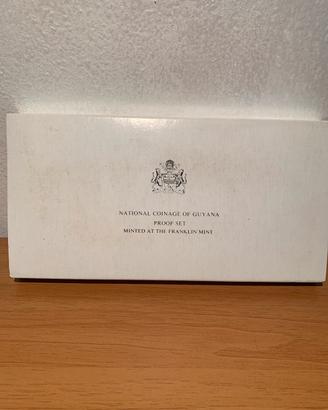 NATIONAL COINAGE OF GUYANA
PROOF SET
MINTED AT THE FRANKLIN MINT